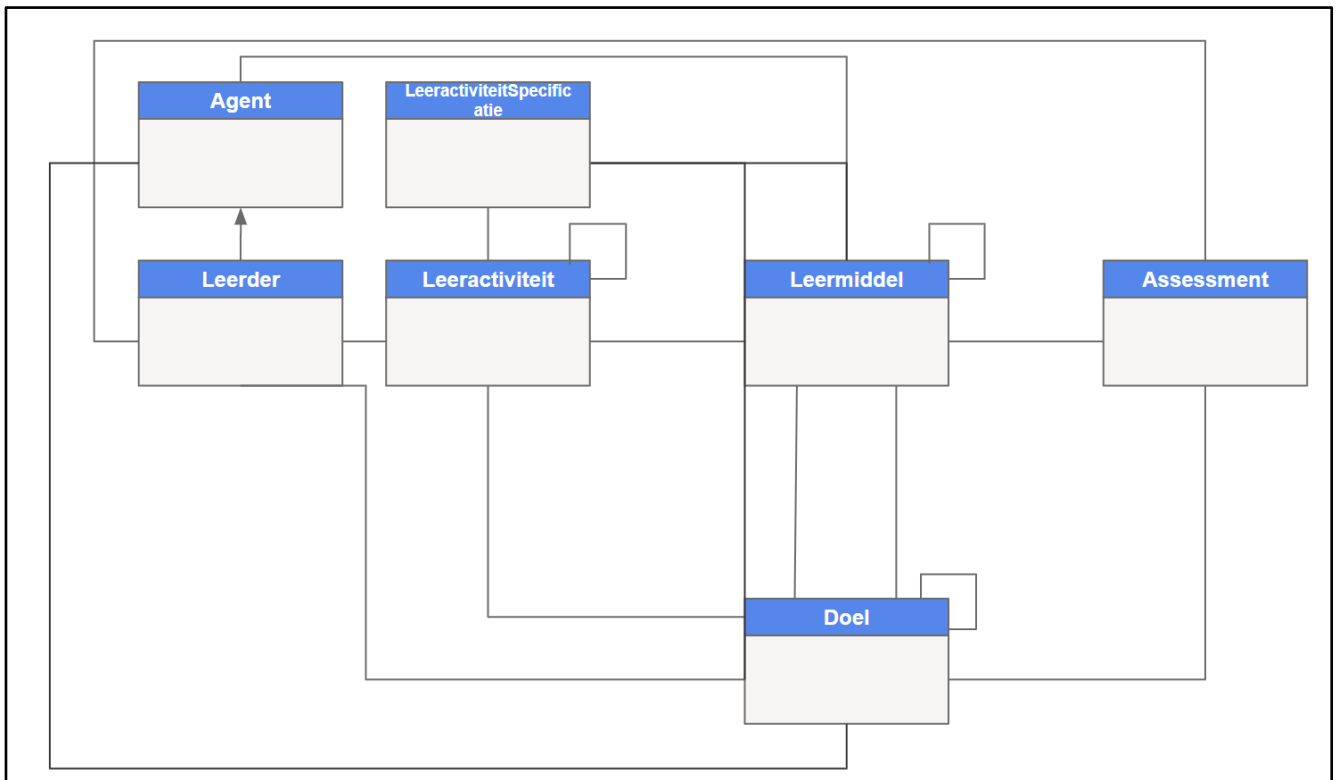 Agent
LeeractiviteitSpecific
atie
Leerder
Leeractiviteit
Leermiddel
Assessment
Doel